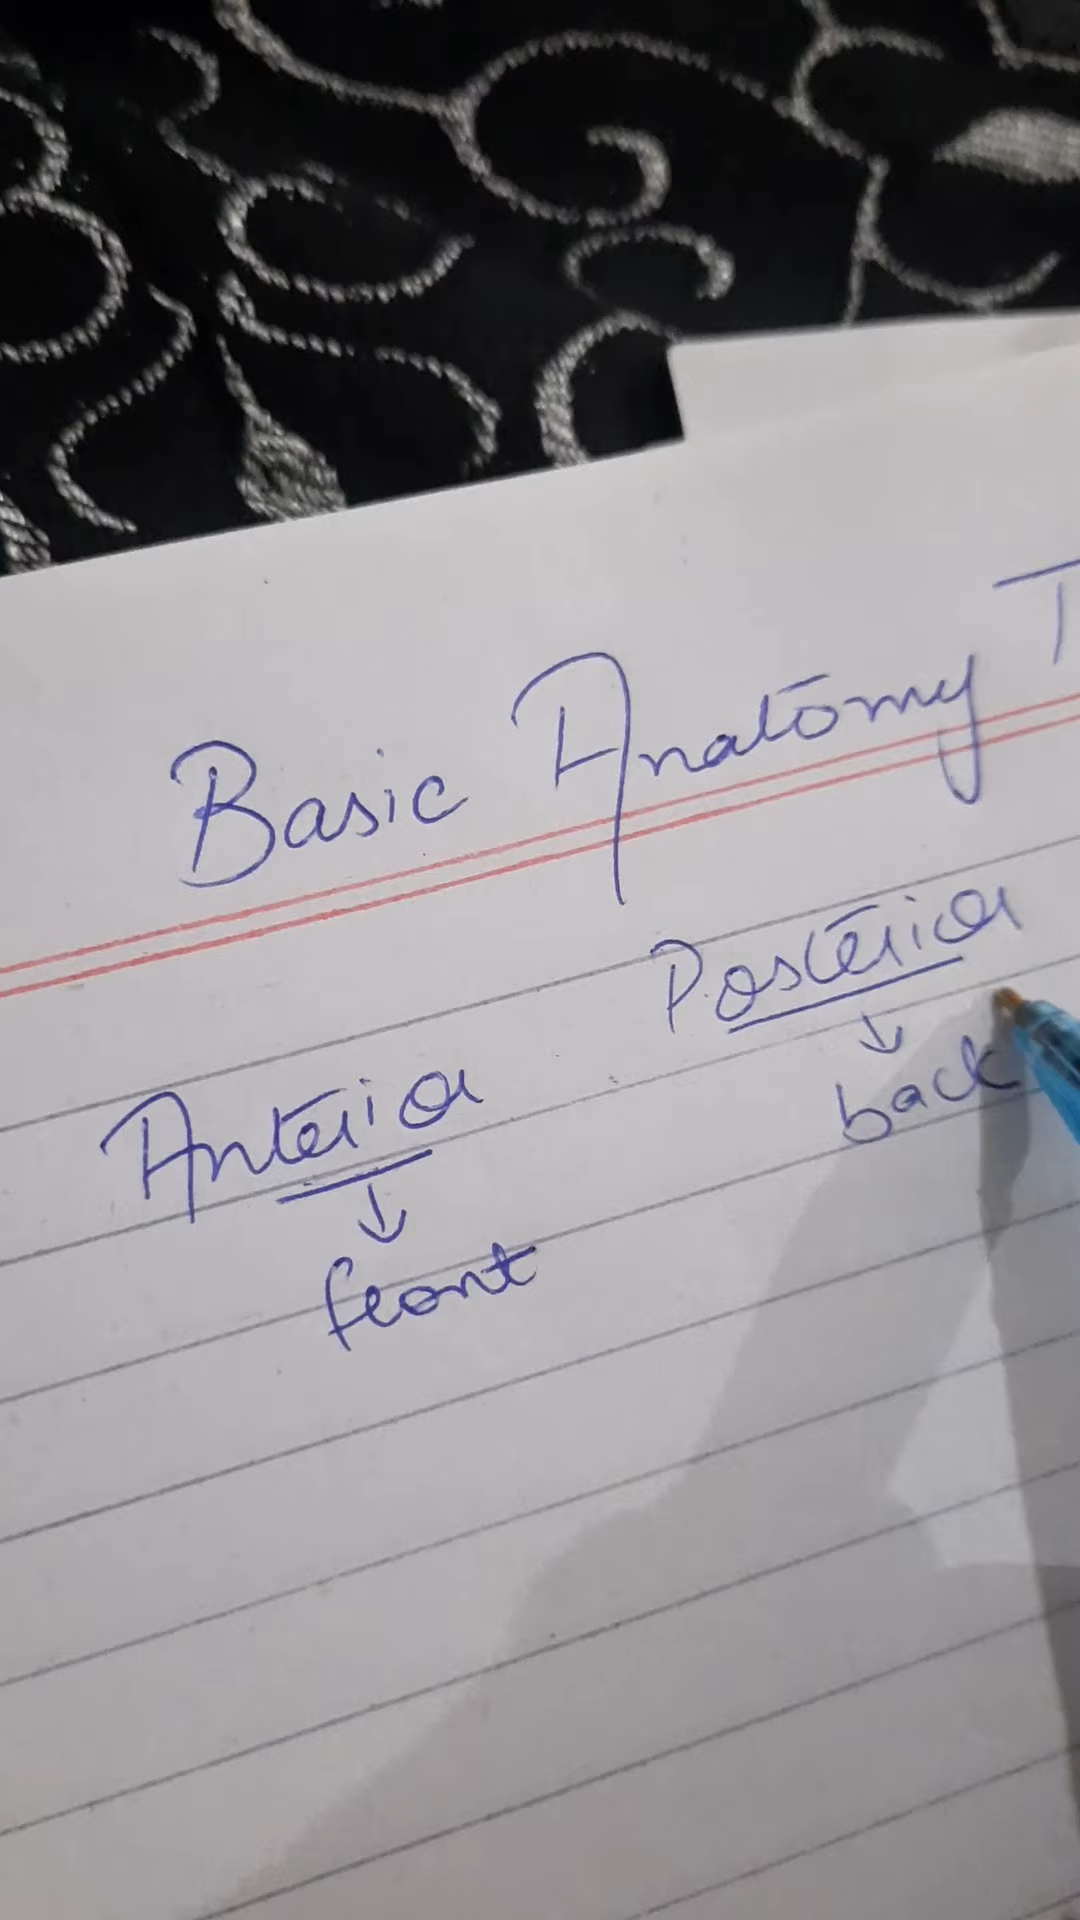 Basic Anatomy T
Anterior Posterior
↓ ↓
front back